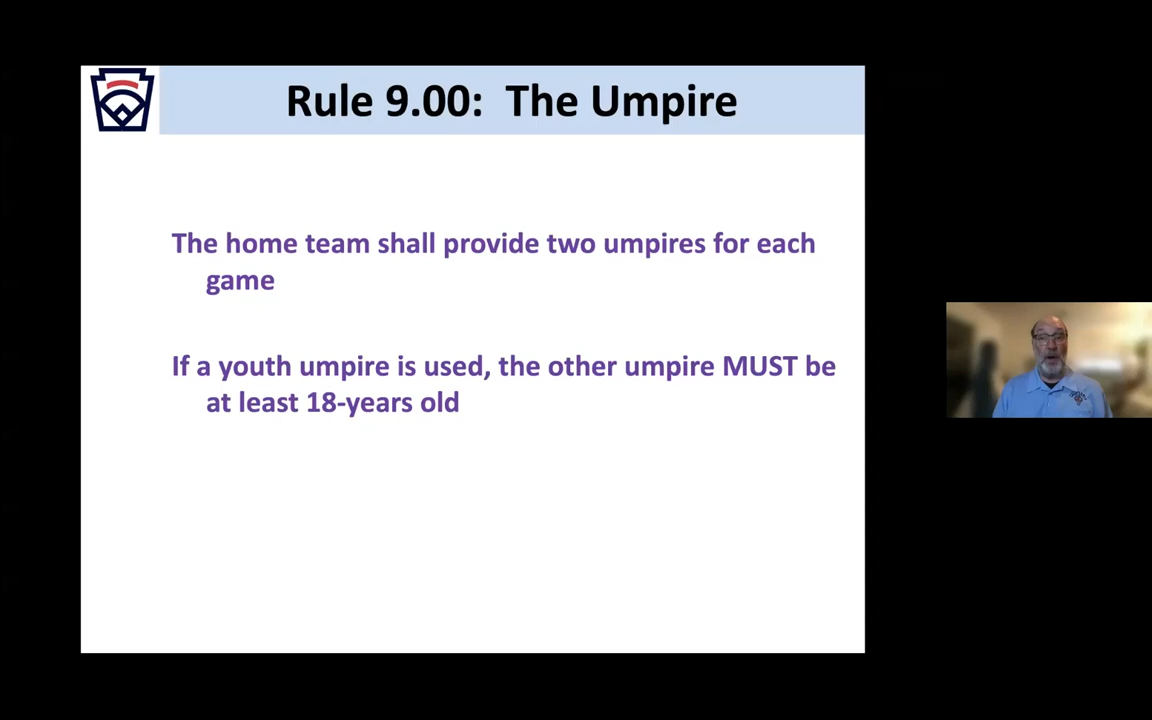 Rule 9.00: The Umpire
The home team shall provide two umpires for each
game
If a youth umpire is used, the other umpire MUST be
at least 18-years old